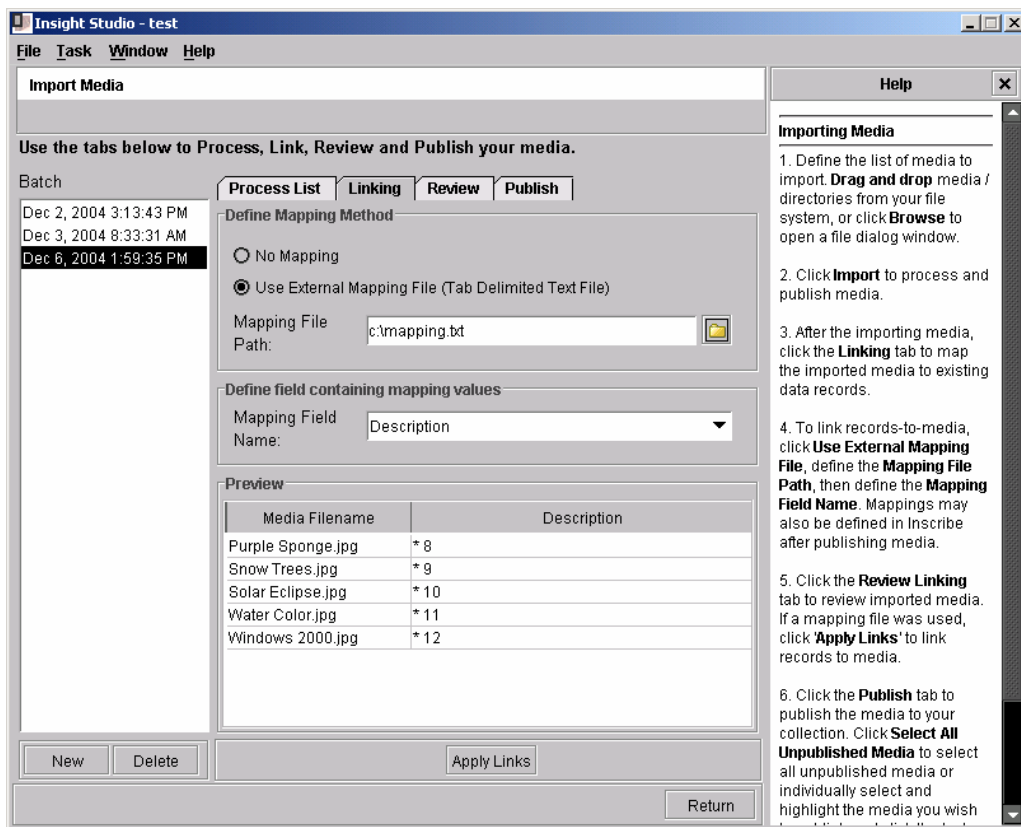 Insight Studio - test
File Task Window Help
Import Media
Use the tabs below to Process, Link, Review and Publish your media.
Batch
Dec 2, 2004 3:13:43 PM
Dec 3, 2004 8:33:31 AM
Dec 6, 2004 1:59:35 PM
New Delete
Process List Linking Review Publish
Define Mapping Method
No Mapping
Use External Mapping File (Tab Delimited Text File)
Mapping File
Path:
c:\mapping.txt
Define field containing mapping values
Mapping Field
Name:
Description
Preview
Media Filename Description
Purple Sponge.jpg * 8
Snow Trees.jpg * 9
Solar Eclipse.jpg * 10
Water Color.jpg * 11
Windows 2000.jpg * 12
Apply Links
Return
Help
Importing Media
1. Define the list of media to
import. Drag and drop media /
directories from your file
system, or click Browse to
open a file dialog window.
2. Click Import to process and
publish media.
3. After the importing media,
click the Linking tab to map
the imported media to existing
data records.
4. To link records-to-media,
click Use External Mapping
File, define the Mapping File
Path, then define the Mapping
Field Name. Mappings may
also be defined in Inscribe
after publishing media.
5. Click the Review Linking
tab to review imported media.
If a mapping file was used,
click 'Apply Links' to link
records to media.
6. Click the Publish tab to
publish the media to your
collection. Click Select All
Unpublished Media to select
all unpublished media or
individually select and
highlight the media you wish